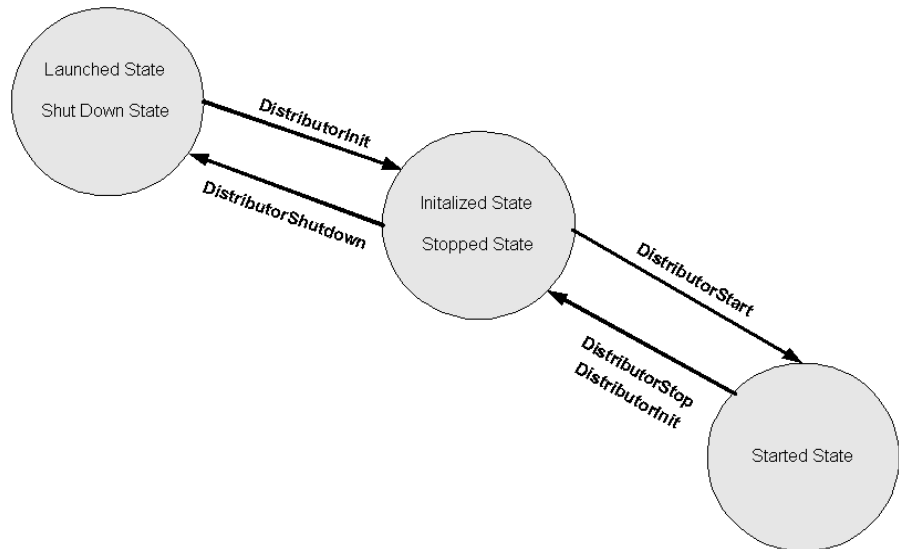 Launched State
Shut Down State
DistributorInit
DistributorShutdown
Initalized State
Stopped State
DistributorStart
DistributorStop
DistributorInit
Started State